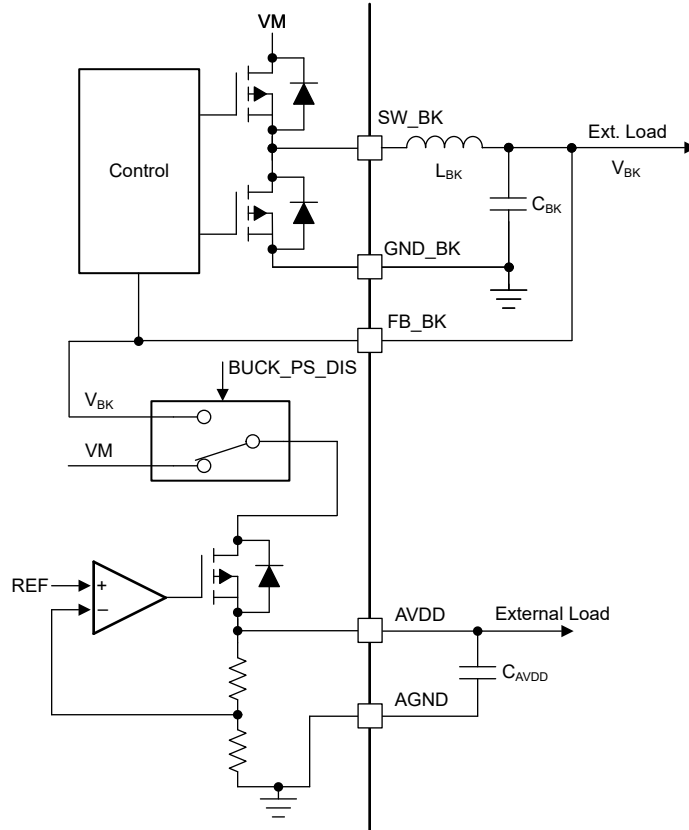 VM
SW_BK
Ext. Load
Control
L_BK
V_BK
C_BK
GND_BK
FB_BK
BUCK_PS_DIS
V_BK
VM
REF
+
–
AVDD
External Load
C_AVDD
AGND